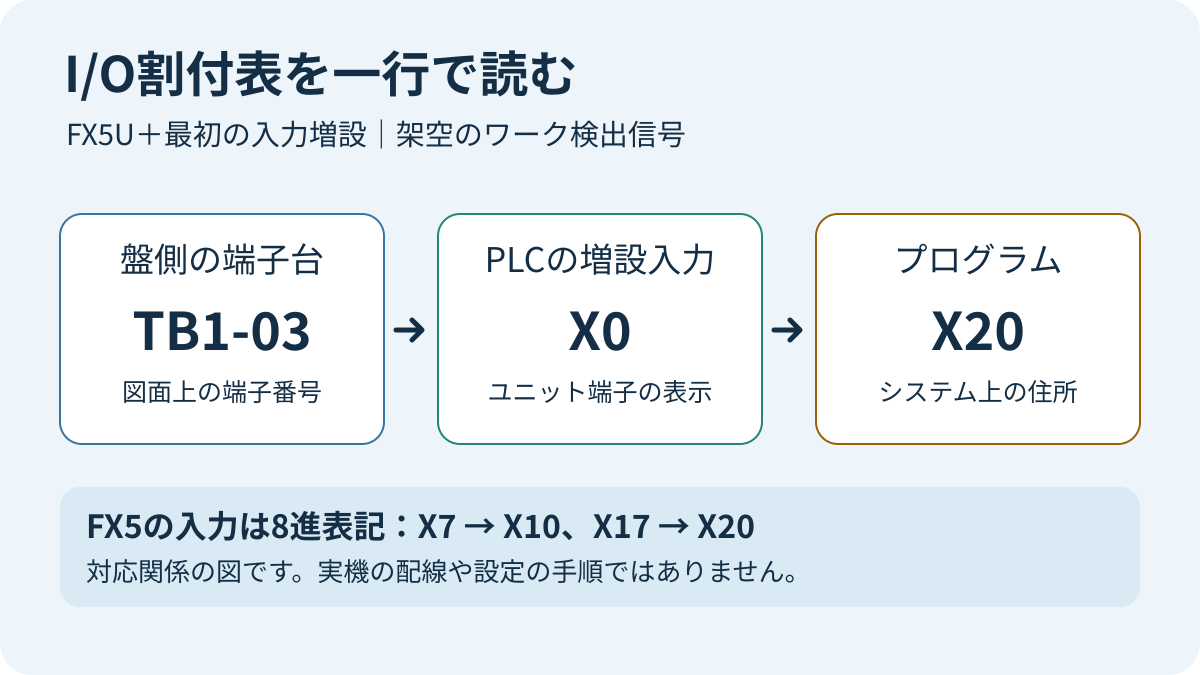 I/O割付表を一行で読む
FX5U＋最初の入力増設｜架空のワーク検出信号
盤側の端子台
TB1-03
図面上の端子番号
→
PLCの増設入力
X0
ユニット端子の表示
→
プログラム
X20
システム上の住所
FX5の入力は8進表記：X7 → X10、X17 → X20
対応関係の図です。実機の配線や設定の手順ではありません。